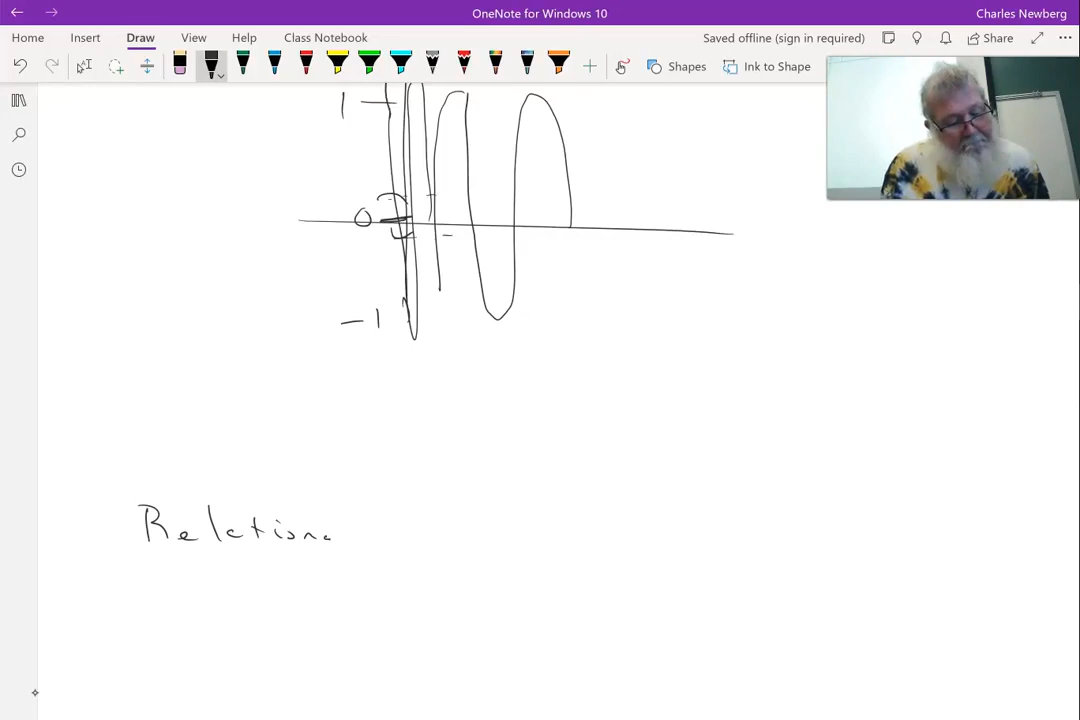 OneNote for Windows 10
Charles Newberg
Home Insert Draw View Help Class Notebook
Saved offline (sign in required)
Share
Shapes
Ink to Shape
1
0
-1
Relation